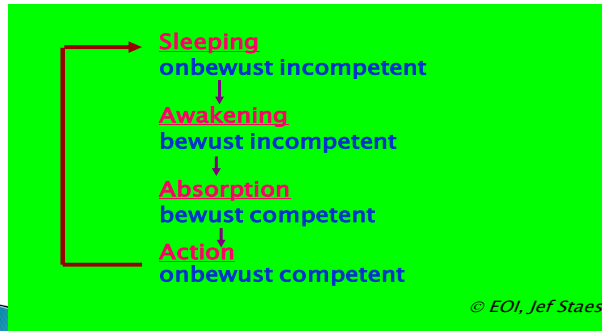 Sleeping
onbewust incompetent
Awakening
bewust incompetent
Absorption
bewust competent
Action
onbewust competent
© EOI, Jef Staes